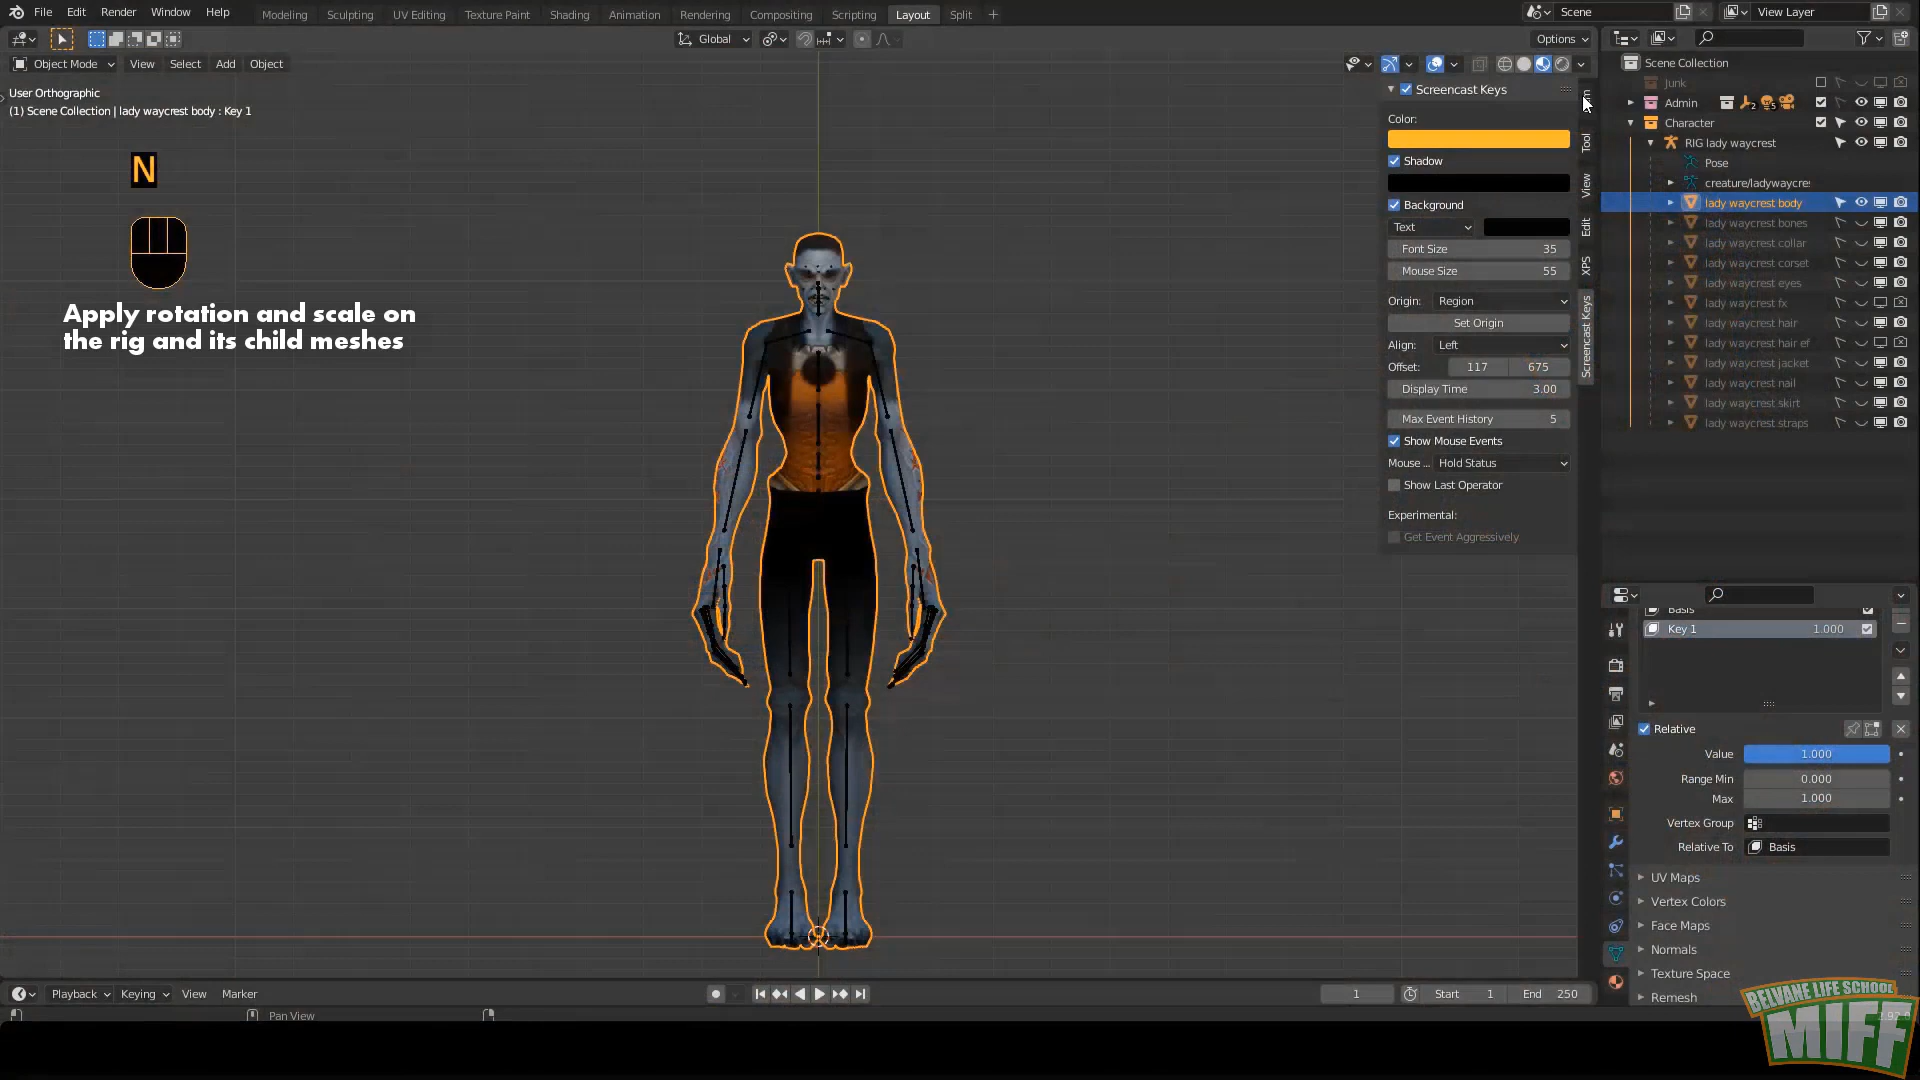 File Edit Render Window Help
Modeling Sculpting UV Editing Texture Paint Shading Animation Rendering Compositing Scripting Layout Split +
Scene
View Layer
Global
Options
Object Mode View Select Add Object
User Orthographic
(1) Scene Collection | lady waycrest body : Key 1
N
Apply rotation and scale on
the rig and its child meshes
Screencast Keys
Color:
Shadow
Background
Text
Font Size 35
Mouse Size 55
Origin: Region
Set Origin
Align: Left
Offset: 117 675
Display Time 3.00
Max Event History 5
Show Mouse Events
Mouse ... Hold Status
Show Last Operator
Experimental:
Get Event Aggressively
Tool
View
Edit
XPS
Screencast Keys
Scene Collection
Junk
Admin 2 5
Character
RIG lady waycrest
Pose
creature/ladywaycres
lady waycrest body
lady waycrest bones
lady waycrest collar
lady waycrest corset
lady waycrest eyes
lady waycrest fx
lady waycrest hair
lady waycrest hair ef
lady waycrest jacket
lady waycrest nail
lady waycrest skirt
lady waycrest straps
Basis
Key 1 1.000
Relative
Value 1.000
Range Min 0.000
Max 1.000
Vertex Group
Relative To Basis
UV Maps
Vertex Colors
Face Maps
Normals
Texture Space
Remesh
Playback Keying View Marker
1 Start 1 End 250
Pan View
BELVANE LIFE SCHOOL
MIFF